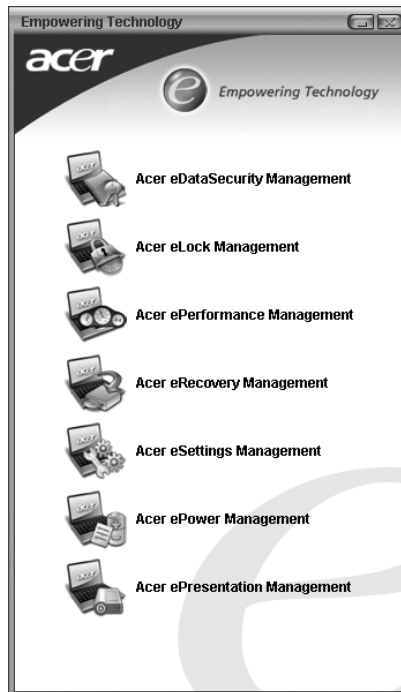 Empowering Technology
acer
e Empowering Technology
Acer eDataSecurity Management
Acer eLock Management
Acer ePerformance Management
Acer eRecovery Management
Acer eSettings Management
Acer ePower Management
Acer ePresentation Management